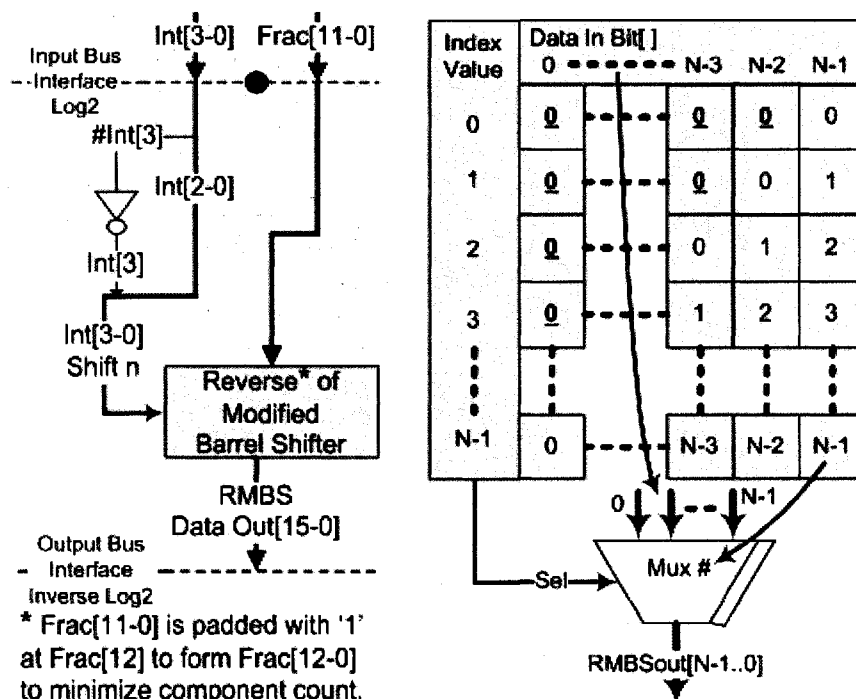 Int[3-0] Frac[11-0]
Input Bus
Interface
Log2
#Int[3]
Int[2-0]
Int[3]
Int[3-0]
Shift n
Reverse* of
Modified
Barrel Shifter
RMBS
Data Out[15-0]
Output Bus
Interface
Inverse Log2
* Frac[11-0] is padded with '1'
at Frac[12] to form Frac[12-0]
to minimize component count.
Index
Value
Data In Bit[ ]
0 N-3 N-2 N-1
0 0 0 0 0
1 0 0 0 1
2 0 0 1 2
3 0 1 2 3
N-1 0 N-3 N-2 N-1
0 N-1
Sel
Mux #
RMBSout[N-1..0]